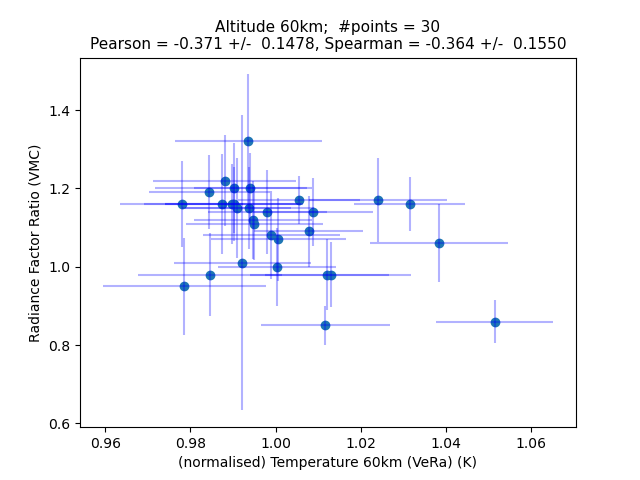 Altitude 60km;  #points = 30
Pearson = -0.371 +/-  0.1478, Spearman = -0.364 +/-  0.1550
Radiance Factor Ratio (VMC)
1.4
1.2
1.0
0.8
0.6
0.96 0.98 1.00 1.02 1.04 1.06
(normalised) Temperature 60km (VeRa) (K)